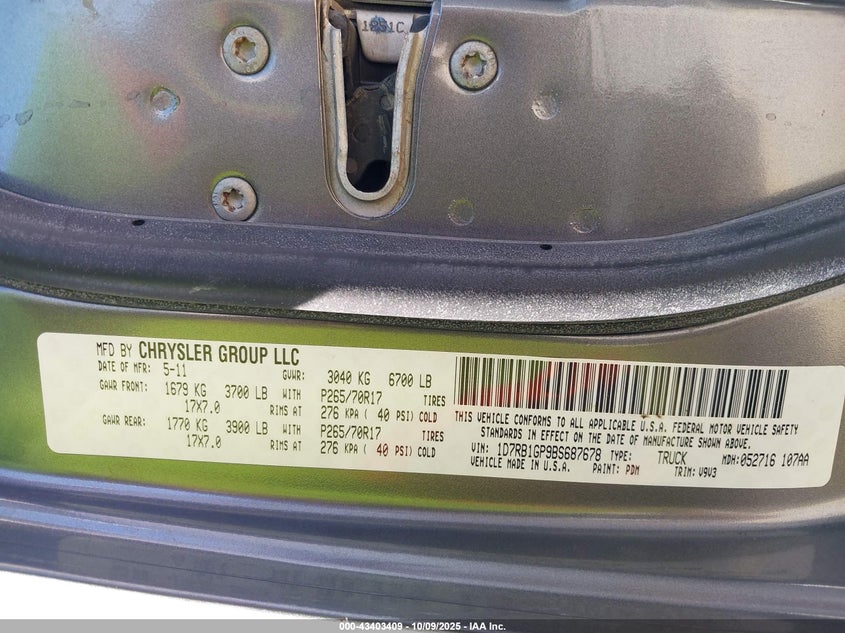 1P51C
MFD BY CHRYSLER GROUP LLC
DATE OF MFR: 5-11 GVWR: 3040 KG 6700 LB
GAWR FRONT: 1679 KG 3700 LB WITH P265/70R17 TIRES
17X7.0 RIMS AT 276 KPA ( 40 PSI) COLD
GAWR REAR: 1770 KG 3900 LB WITH P265/70R17 TIRES
17X7.0 RIMS AT 276 KPA ( 40 PSI) COLD
THIS VEHICLE CONFORMS TO ALL APPLICABLE U.S.A. FEDERAL MOTOR VEHICLE SAFETY
STANDARDS IN EFFECT ON THE DATE OF MANUFACTURE SHOWN ABOVE.
VIN: 1D7RB1GP9BS687678 TYPE: TRUCK MDH: 052716 107AA
VEHICLE MADE IN U.S.A. PAINT: PDM TRIM: V9V3
000-43403409 - 10/09/2025 - IAA Inc.